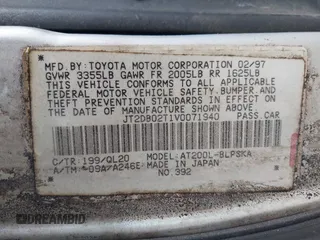 MFD.BY:TOYOTA MOTOR CORPORATION 02/97
GVWR 3355LB GAWR FR 2005LB RR 1625LB
THIS VEHICLE CONFORMS TO ALL APPLICABLE
FEDERAL MOTOR VEHICLE SAFETY, BUMPER, AND
THEFT PREVENTION STANDARDS IN EFFECT ON
THE DATE OF MANUFACTURE SHOWN ABOVE.
JT2DB02T1V0071940 PASS.CAR
C/TR:199/QL20 MODEL:AT200L-BLPSKA
A/TM:-09A/A246E MADE IN JAPAN
NO.392
DREAMBID